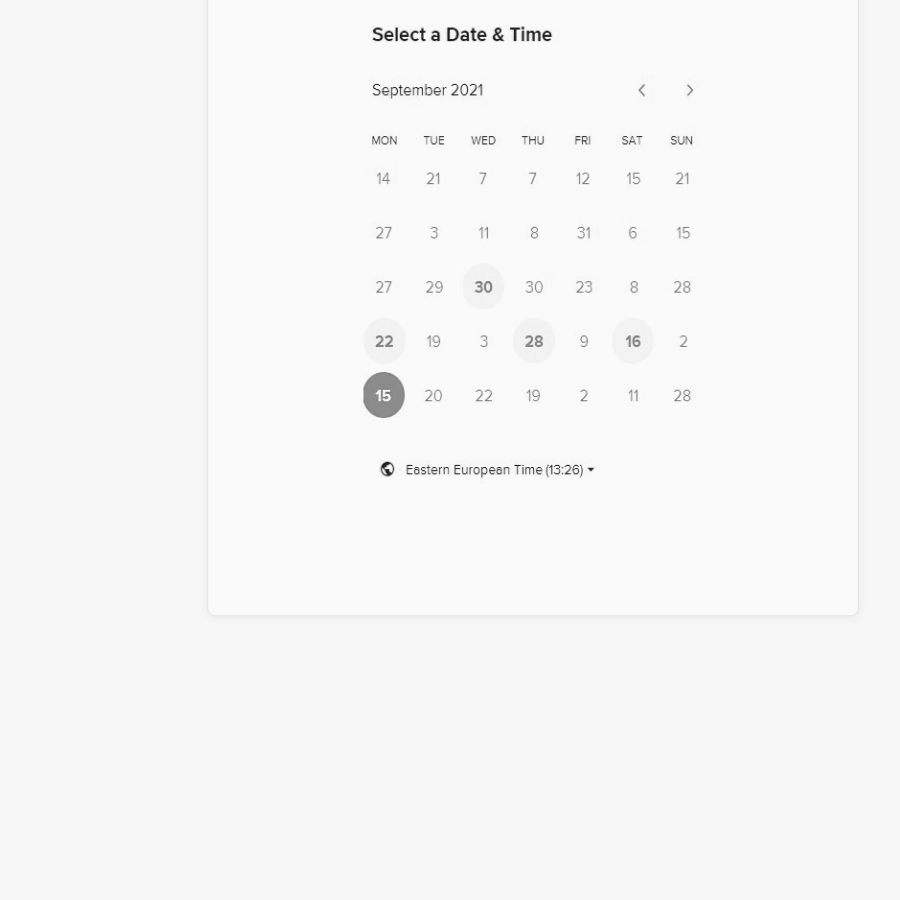 Select a Date & Time
September 2021
MON TUE WED THU FRI SAT SUN
14 21 7 7 12 15 21
27 3 11 8 31 6 15
27 29 30 30 23 8 28
22 19 3 28 9 16 2
15 20 22 19 2 11 28
Eastern European Time (13:26)